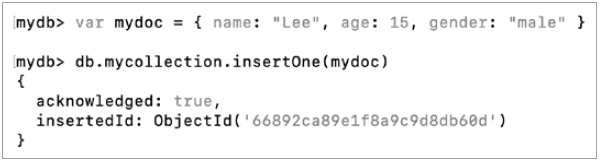 mydb> var mydoc = { name: "Lee", age: 15, gender: "male" }
mydb> db.mycollection.insertOne(mydoc)
{
  acknowledged: true,
  insertedId: ObjectId('66892ca89e1f8a9c9d8db60d')
}